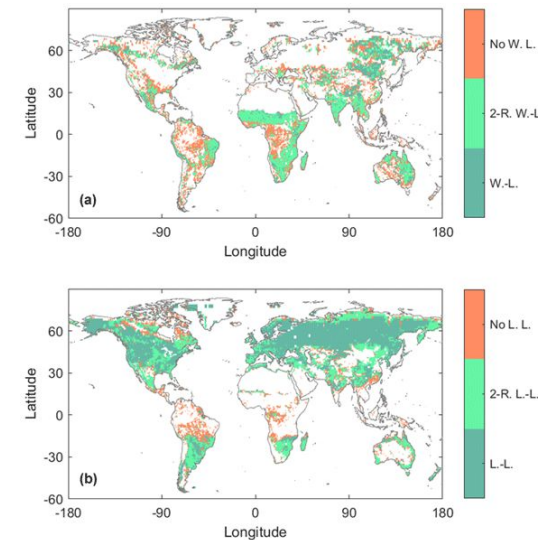 60
30
0
-30
-60
Latitude
-180
-90
0
90
180
Longitude
(a)
No W. L.
2-R. W.-L
W.-L.
60
30
0
-30
-60
Latitude
-180
-90
0
90
180
Longitude
(b)
No L. L.
2-R. L.-L.
L.-L.